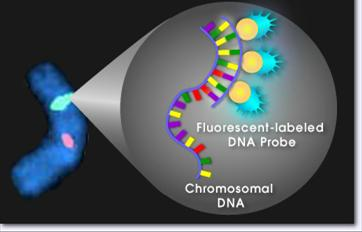 Fluorescent-labeled
DNA Probe
Chromosomal
DNA